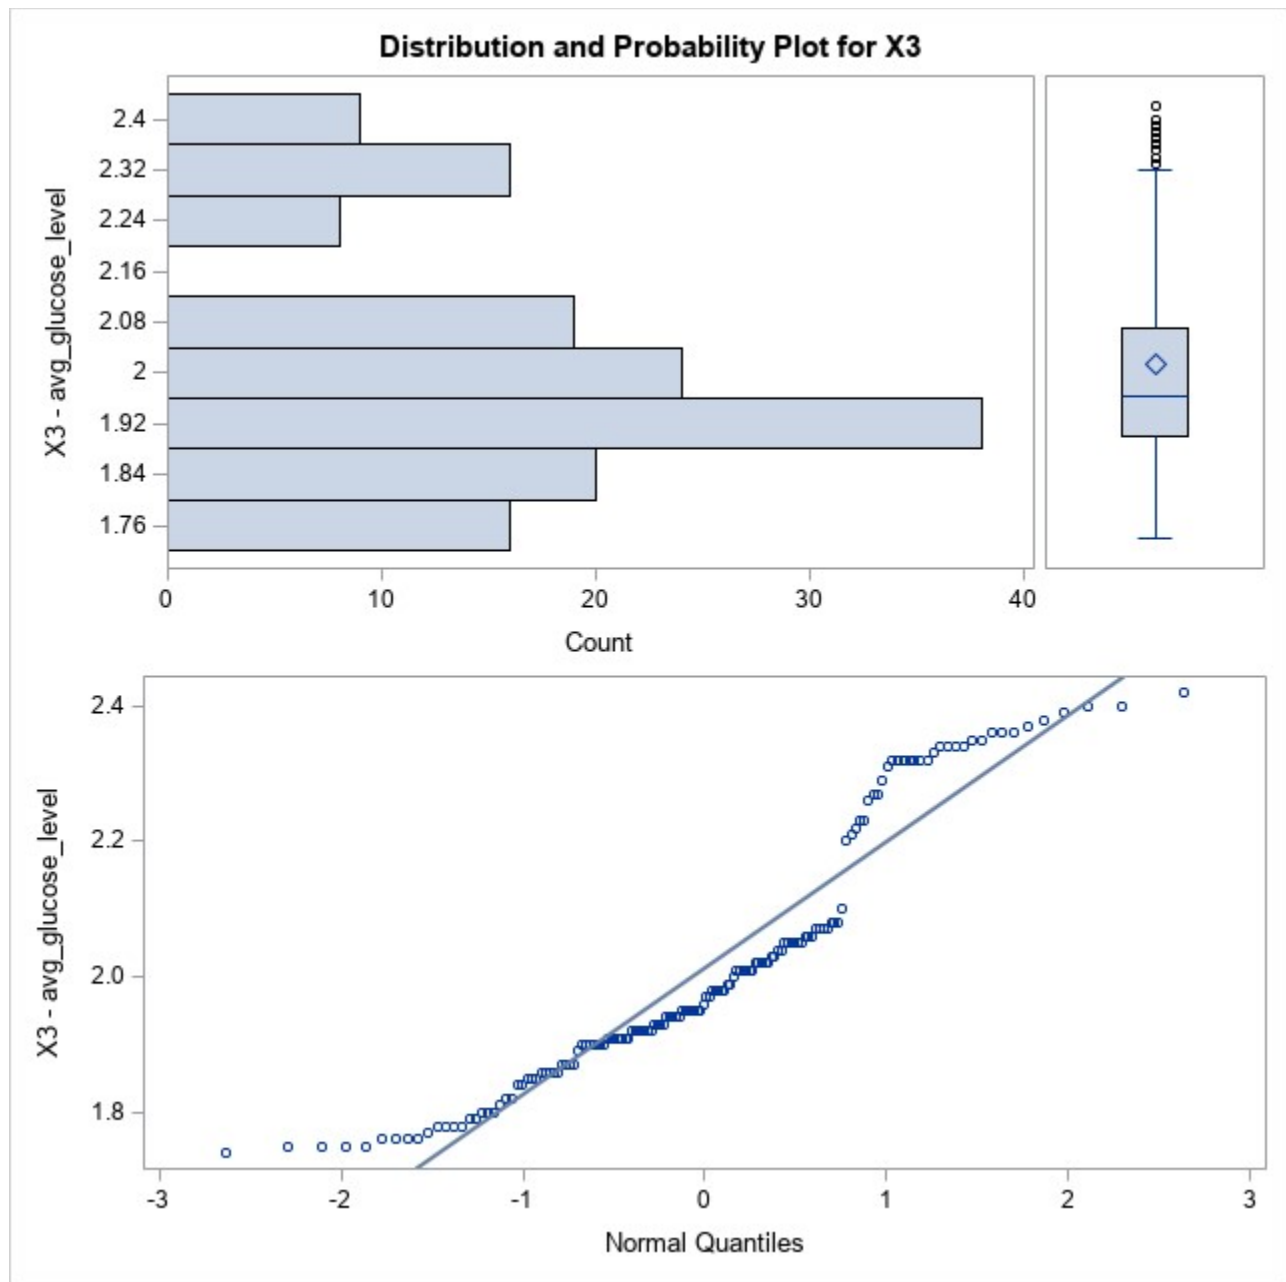 Distribution and Probability Plot for X3
X3 - avg_glucose_level
2.4
2.32
2.24
2.16
2.08
2
1.92
1.84
1.76
0 10 20 30 40
Count
X3 - avg_glucose_level
2.4
2.2
2.0
1.8
-3 -2 -1 0 1 2 3
Normal Quantiles